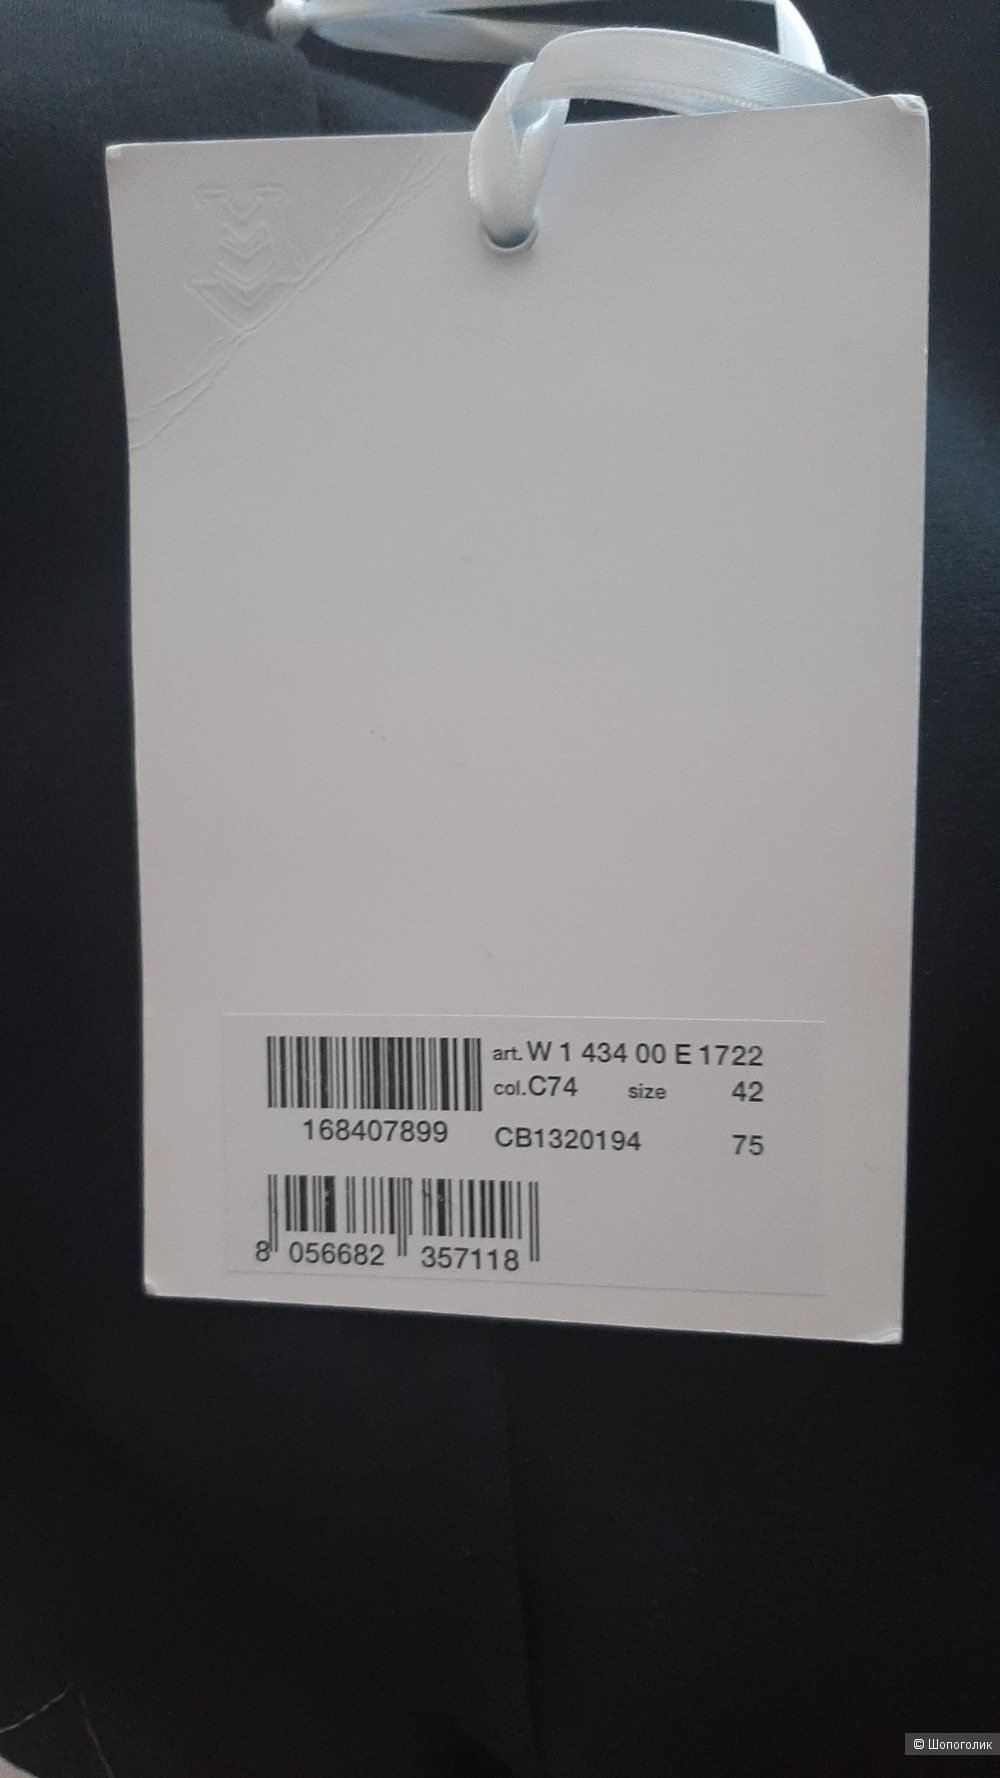 art. W 1 434 00 E 1722
col. C74 size 42
168407899 CB1320194 75
8 056682 357118
© Шопоголик